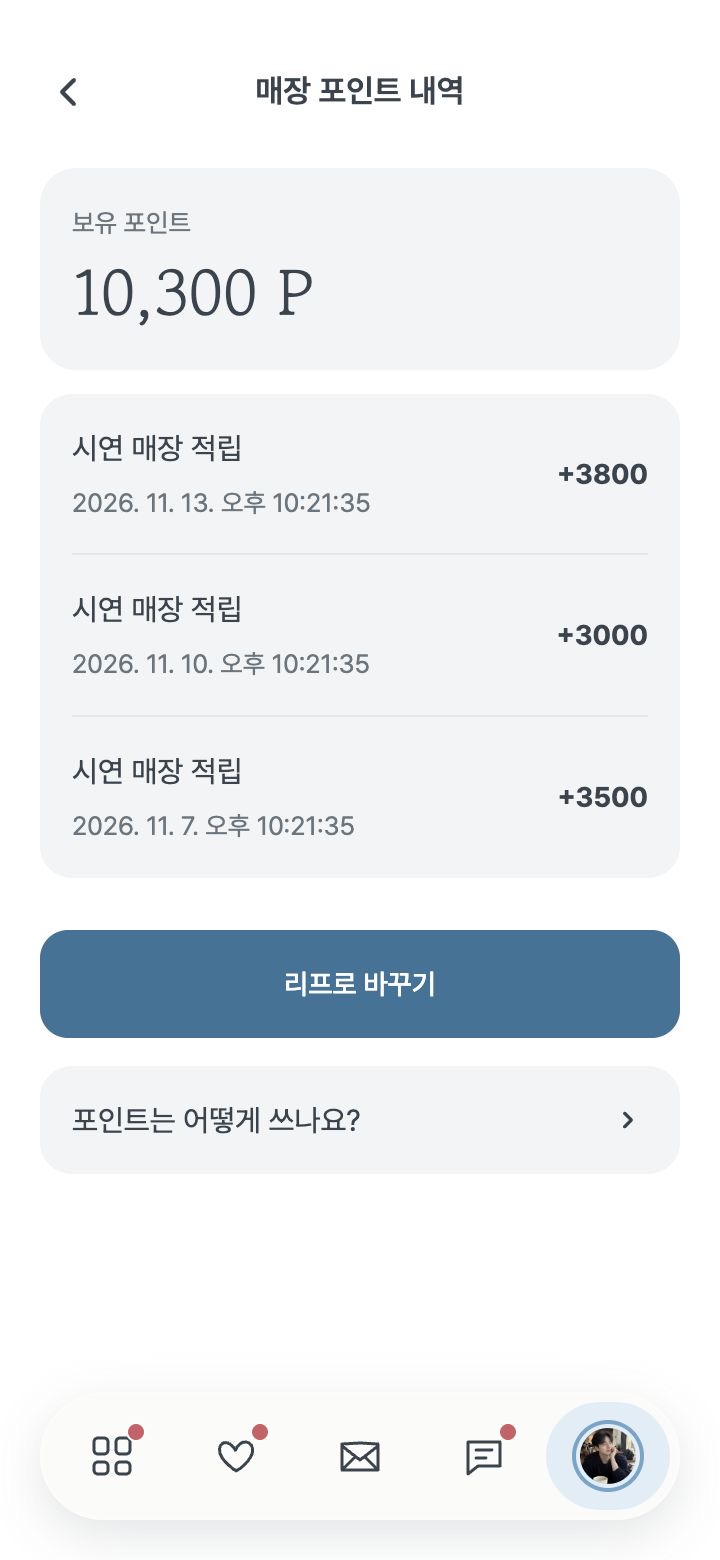 매장 포인트 내역
보유 포인트
10,300 P
시연 매장 적립
+3800
2026. 11. 13. 오후 10:21:35
시연 매장 적립
+3000
2026. 11. 10. 오후 10:21:35
시연 매장 적립
+3500
2026. 11. 7. 오후 10:21:35
리프로 바꾸기
포인트는 어떻게 쓰나요?